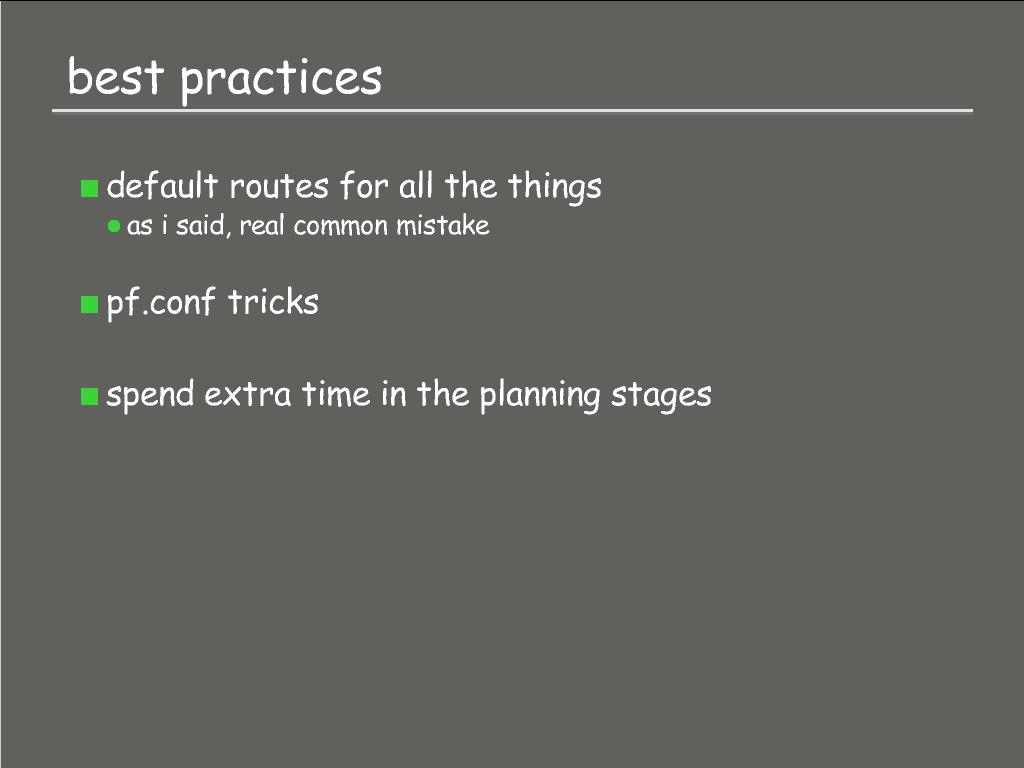 best practices
default routes for all the things
as i said, real common mistake
pf.conf tricks
spend extra time in the planning stages